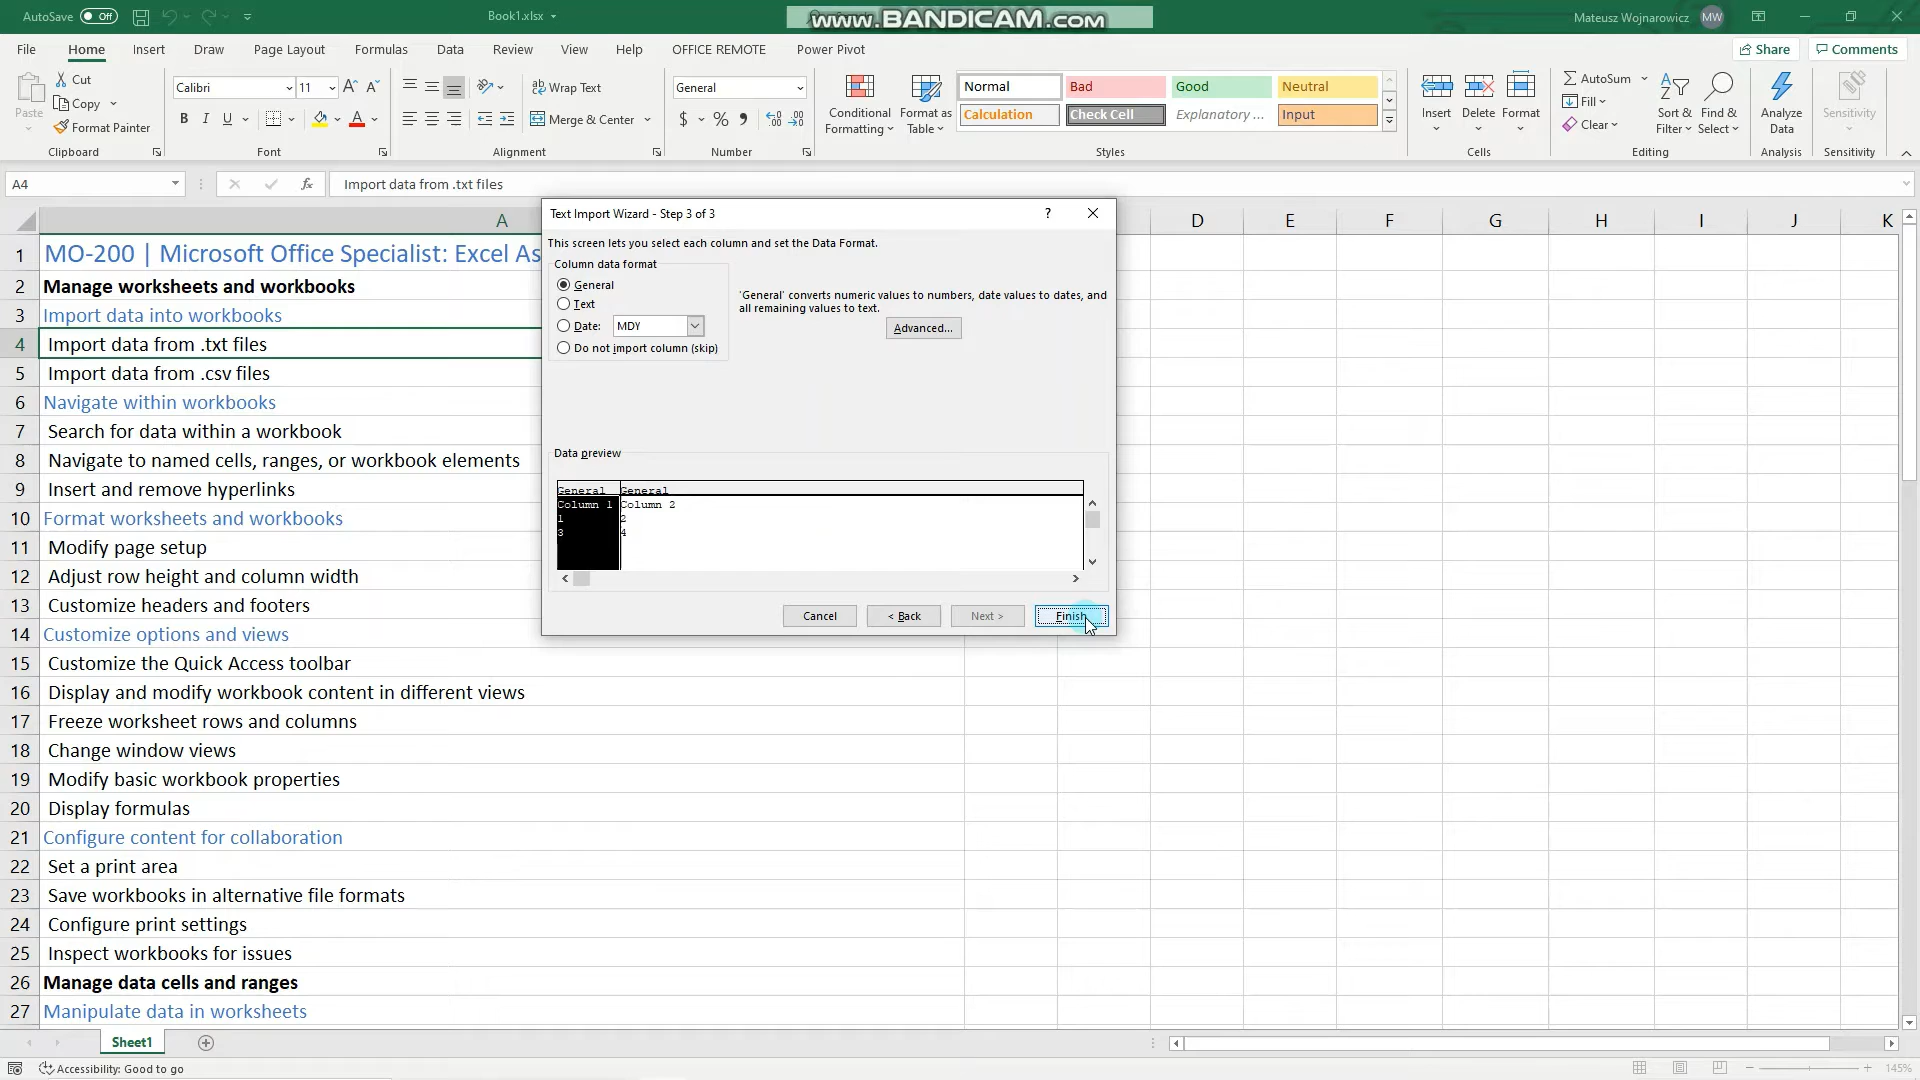 AutoSave Off
Book1.xlsx
www.BANDICAM.com
Mateusz Wojnarowicz MW
File Home Insert Draw Page Layout Formulas Data Review View Help OFFICE REMOTE Power Pivot
Share Comments
Paste
Cut
Copy
Format Painter
Clipboard
Calibri 11
B I U
Font
Wrap Text
Merge & Center
Alignment
General
$ % 9
Number
Conditional Formatting
Format as Table
Normal Bad Good Neutral
Calculation Check Cell Explanatory ... Input
Styles
Insert Delete Format
Cells
AutoSum
Fill
Clear
Sort & Filter
Find & Select
Editing
Analyze Data
Analysis
Sensitivity
Sensitivity
A4
fx
Import data from .txt files
A D E F G H I J K
1 MO-200 | Microsoft Office Specialist: Excel As
2 Manage worksheets and workbooks
3 Import data into workbooks
4 Import data from .txt files
5 Import data from .csv files
6 Navigate within workbooks
7 Search for data within a workbook
8 Navigate to named cells, ranges, or workbook elements
9 Insert and remove hyperlinks
10 Format worksheets and workbooks
11 Modify page setup
12 Adjust row height and column width
13 Customize headers and footers
14 Customize options and views
15 Customize the Quick Access toolbar
16 Display and modify workbook content in different views
17 Freeze worksheet rows and columns
18 Change window views
19 Modify basic workbook properties
20 Display formulas
21 Configure content for collaboration
22 Set a print area
23 Save workbooks in alternative file formats
24 Configure print settings
25 Inspect workbooks for issues
26 Manage data cells and ranges
27 Manipulate data in worksheets
Text Import Wizard - Step 3 of 3 ?
This screen lets you select each column and set the Data Format.
Column data format
General
Text
Date: MDY
Do not import column (skip)
'General' converts numeric values to numbers, date values to dates, and
all remaining values to text.
Advanced...
Data preview
General General
Column 1 Column 2
1 2
3 4
Cancel < Back Next > Finish
Sheet1
Accessibility: Good to go
145%